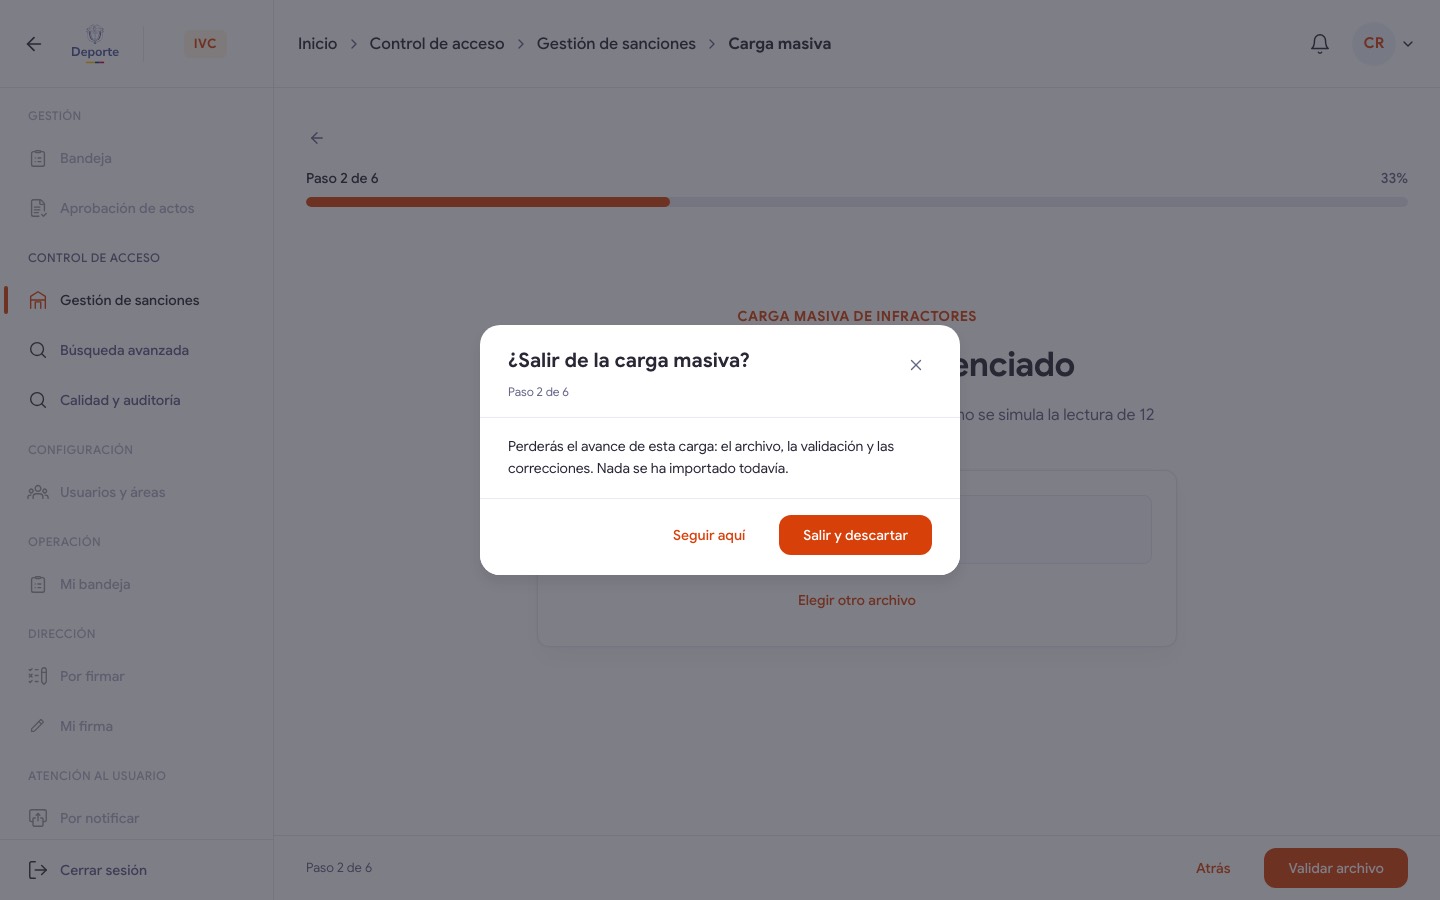 Deporte
IVC
Inicio > Control de acceso > Gestión de sanciones > Carga masiva
CR
GESTIÓN
Bandeja
Aprobación de actos
CONTROL DE ACCESO
Gestión de sanciones
Búsqueda avanzada
Calidad y auditoría
CONFIGURACIÓN
Usuarios y áreas
OPERACIÓN
Mi bandeja
DIRECCIÓN
Por firmar
Mi firma
ATENCIÓN AL USUARIO
Por notificar
Cerrar sesión
Paso 2 de 6
33%
CARGA MASIVA DE INFRACTORES
se simula la lectura de 12
¿Salir de la carga masiva?
Paso 2 de 6
Perderás el avance de esta carga: el archivo, la validación y las
correcciones. Nada se ha importado todavía.
Seguir aquí
Salir y descartar
Elegir otro archivo
Paso 2 de 6
Atrás
Validar archivo